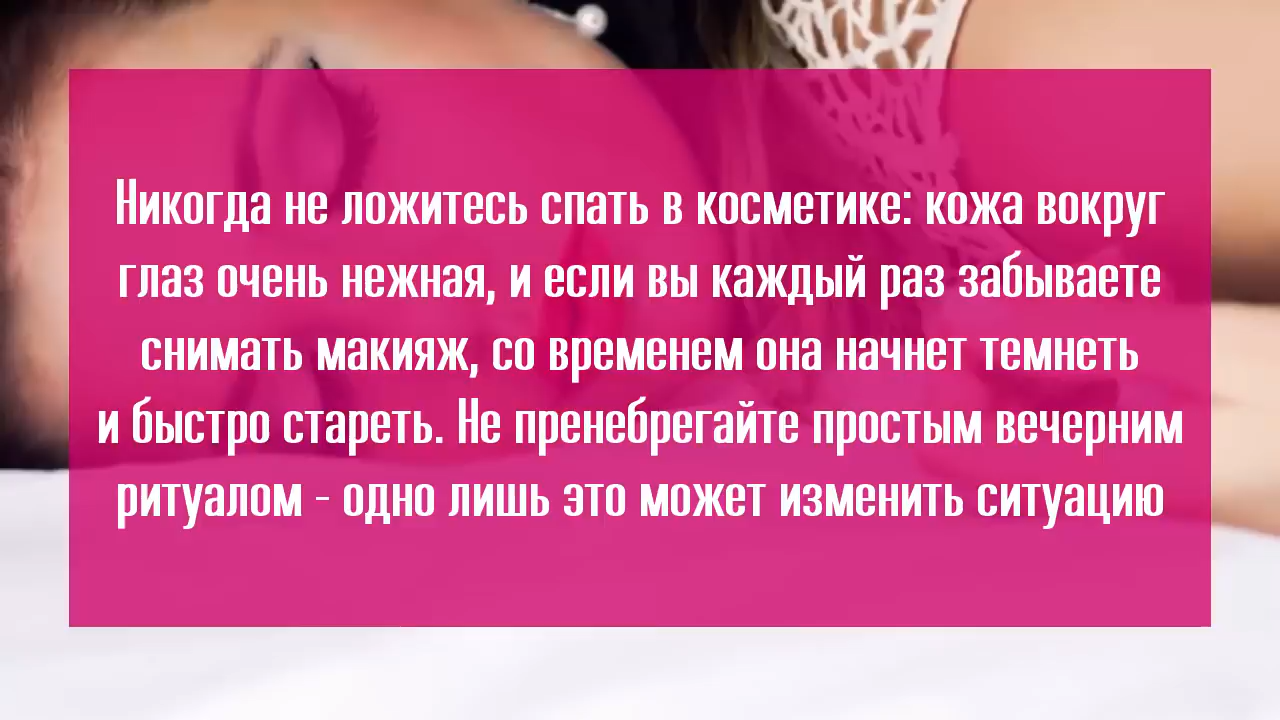 Никогда не ложитесь спать в косметике: кожа вокруг
глаз очень нежная, и если вы каждый раз забываете
снимать макияж, со временем она начнет темнеть
и быстро стареть. Не пренебрегайте простым вечерним
ритуалом - одно лишь это может изменить ситуацию